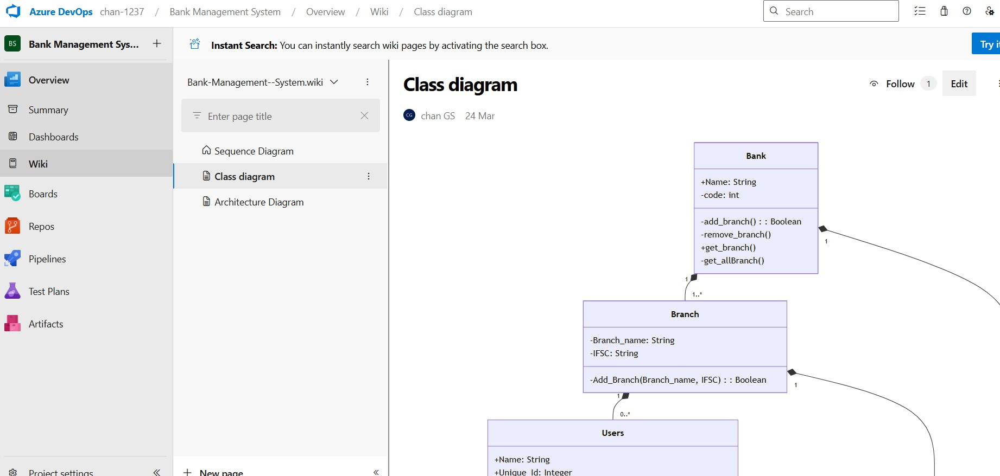 Azure DevOps chan-1237 / Bank Management System / Overview / Wiki / Class diagram
Search
BS Bank Management Sys...
Instant Search: You can instantly search wiki pages by activating the search box.
Try it
Overview
Summary
Dashboards
Wiki
Boards
Repos
Pipelines
Test Plans
Artifacts
Project settings
Bank-Management--System.wiki
Enter page title
Sequence Diagram
Class diagram
Architecture Diagram
New page
Class diagram
Follow 1
Edit
CG chan GS 24 Mar
Bank
+Name: String
-code: int
-add_branch() : : Boolean
-remove_branch()
+get_branch()
-get_allBranch()
1
1
1..*
Branch
-Branch_name: String
-IFSC: String
-Add_Branch(Branch_name, IFSC) : : Boolean
1
1
0..*
Users
+Name: String
+Unique_Id: Integer